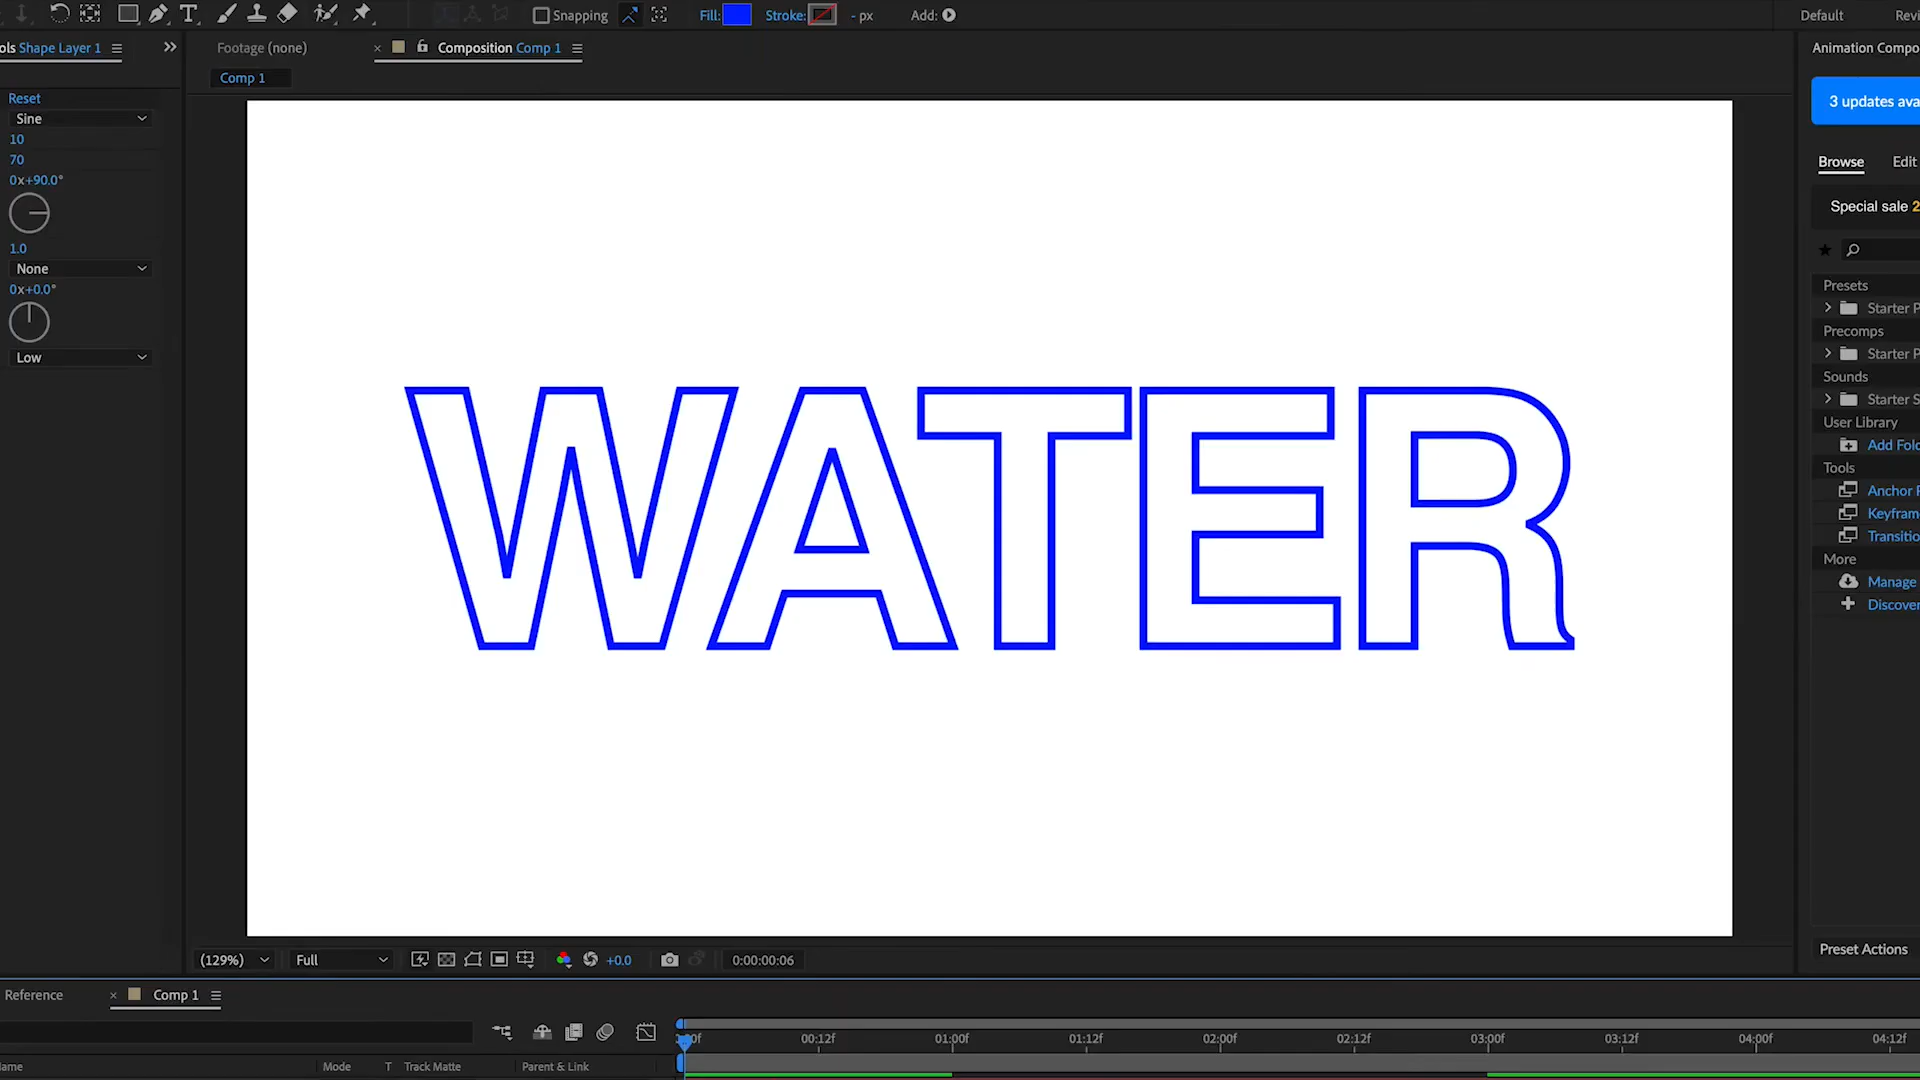 Snapping
Fill:
Stroke:
- px
Add:
Default
Revi
ols Shape Layer 1
Footage (none)
Composition Comp 1
Animation Compo
Comp 1
3 updates ava
Reset
Sine
10
70
0x+90.0°
1.0
None
0x+0.0°
Low
WATER
Browse
Edit
Special sale 2
Presets
Starter P
Precomps
Starter P
Sounds
Starter S
User Library
Add Fold
Tools
Anchor P
Keyfram
Transitio
More
Manage
Discover
Preset Actions
(129%)
Full
+0.0
0:00:00:06
Reference
Comp 1
00:12f
01:00f
01:12f
02:00f
02:12f
03:00f
03:12f
04:00f
04:12f
ame
Mode
T
Track Matte
Parent & Link